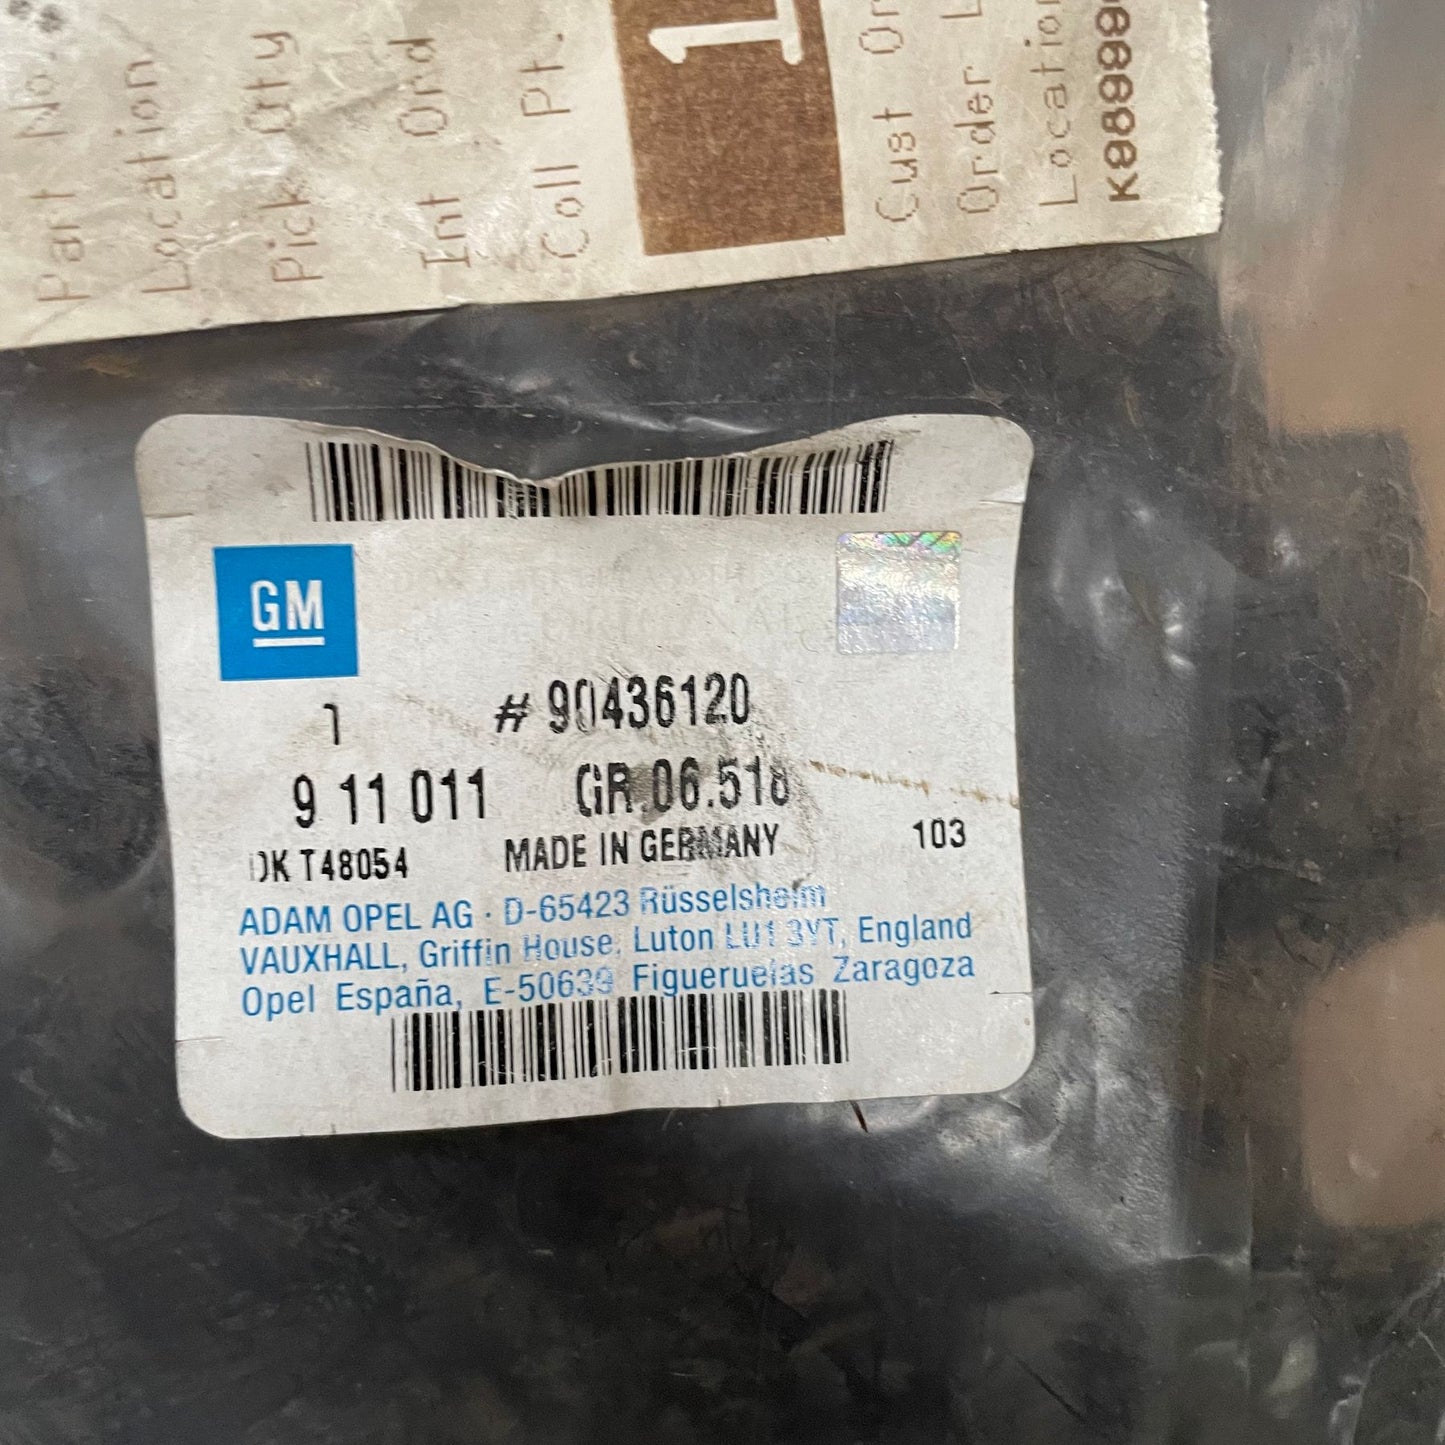 Part No.
Location
Pick Qty
Int Ord
Coll Pt.
1
Cust
Order
Location
GM
1 # 90436120
9 11 011 GR.06.518
DK T48054 MADE IN GERMANY 103
ADAM OPEL AG · D-65423 Rüsselsheim
VAUXHALL, Griffin House, Luton LU1 3YT, England
Opel España, E-50639 Figueruelas Zaragoza